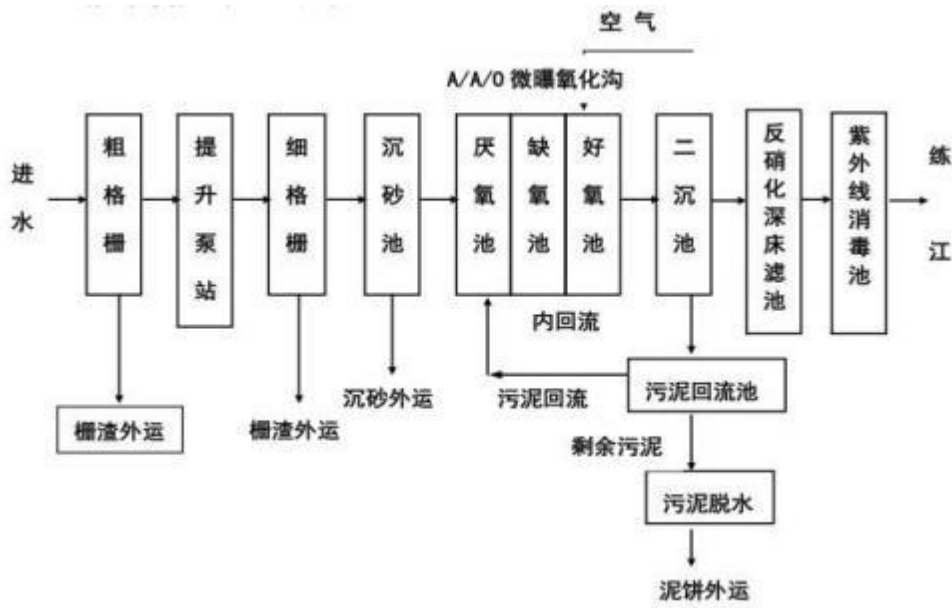 空 气
A/A/O 微曝氧化沟
进水
粗格栅
提升泵站
细格栅
沉砂池
厌氧池
缺氧池
好氧池
二沉池
反硝化深床滤池
紫外线消毒池
练江
内回流
栅渣外运
栅渣外运
沉砂外运
污泥回流
污泥回流池
剩余污泥
污泥脱水
泥饼外运